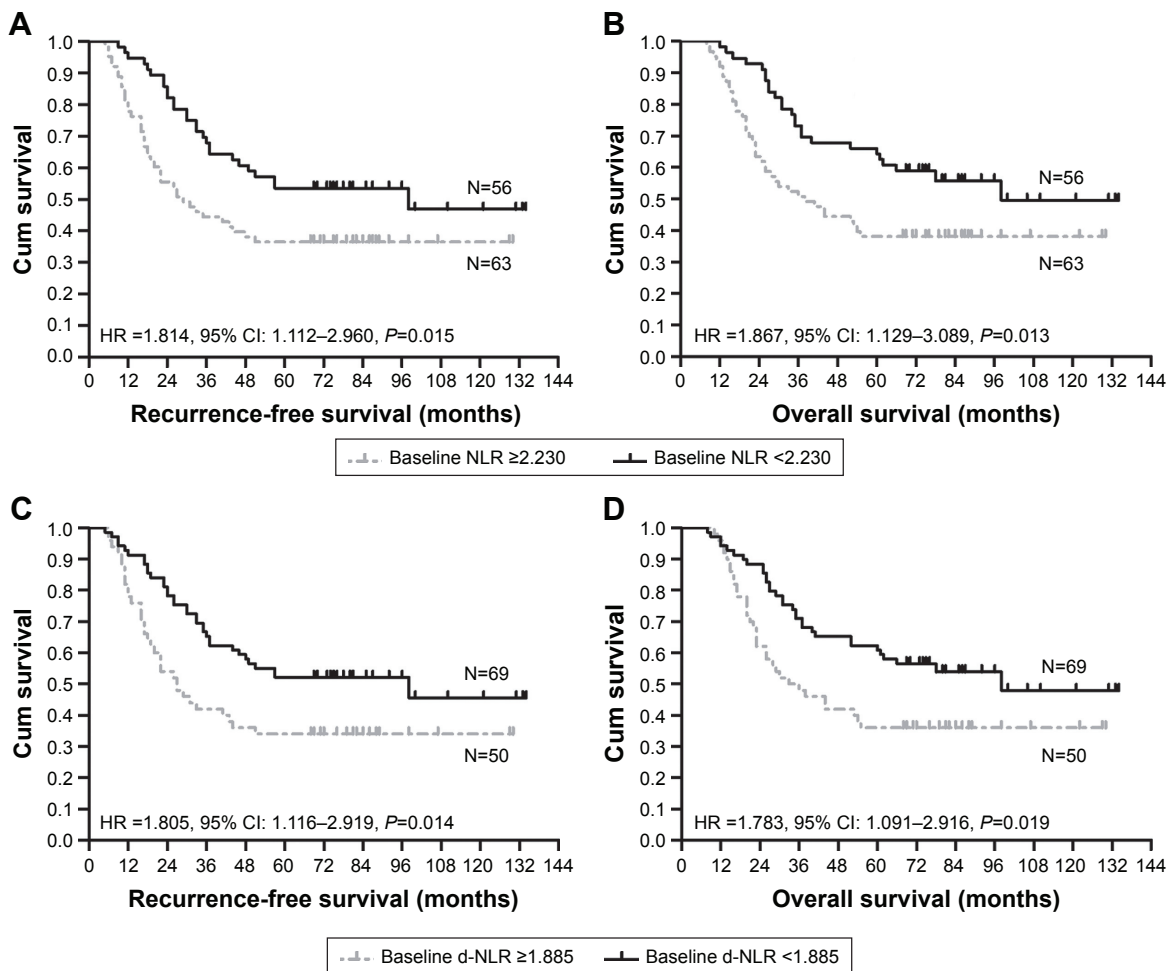 A
B
1.0
0.9
0.8
0.7
0.6
0.5
0.4
0.3
0.2
0.1
0.0
Cum survival
N=56
N=63
HR =1.814, 95% CI: 1.112–2.960, P=0.015
0 12 24 36 48 60 72 84 96 108 120 132 144
Recurrence-free survival (months)
1.0
0.9
0.8
0.7
0.6
0.5
0.4
0.3
0.2
0.1
0.0
Cum survival
N=56
N=63
HR =1.867, 95% CI: 1.129–3.089, P=0.013
0 12 24 36 48 60 72 84 96 108 120 132 144
Overall survival (months)
Baseline NLR ≥2.230 Baseline NLR <2.230
C
D
1.0
0.9
0.8
0.7
0.6
0.5
0.4
0.3
0.2
0.1
0.0
Cum survival
N=69
N=50
HR =1.805, 95% CI: 1.116–2.919, P=0.014
0 12 24 36 48 60 72 84 96 108 120 132 144
Recurrence-free survival (months)
1.0
0.9
0.8
0.7
0.6
0.5
0.4
0.3
0.2
0.1
0.0
Cum survival
N=69
N=50
HR =1.783, 95% CI: 1.091–2.916, P=0.019
0 12 24 36 48 60 72 84 96 108 120 132 144
Overall survival (months)
Baseline d-NLR ≥1.885 Baseline d-NLR <1.885